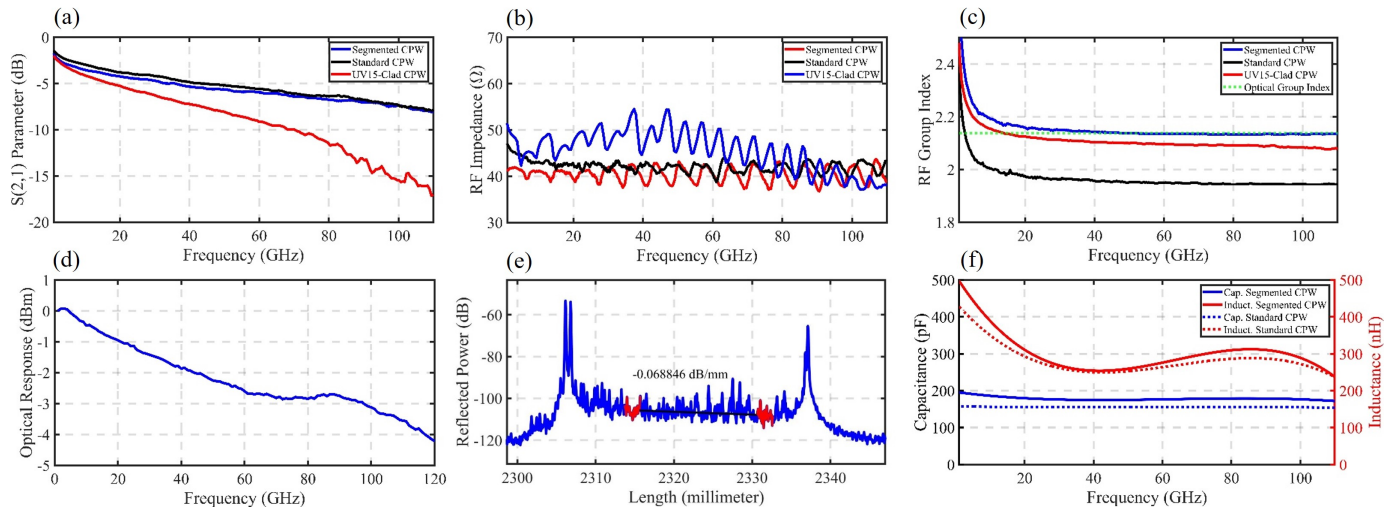 (a)
S(2,1) Parameter (dB)
0
-5
-10
-15
-20
20
40
60
80
100
Frequency (GHz)
Segmented CPW
Standard CPW
UV15-Clad CPW
(b)
RF Impedance (Ω)
70
60
50
40
30
20
40
60
80
100
Frequency (GHz)
Segmented CPW
Standard CPW
UV15-Clad CPW
(c)
RF Group Index
2.4
2.2
2
1.8
20
40
60
80
100
Frequency (GHz)
Segmented CPW
Standard CPW
UV15-Clad CPW
Optical Group Index
(d)
Optical Response (dBm)
1
0
-1
-2
-3
-4
-5
0
20
40
60
80
100
120
Frequency (GHz)
(e)
Reflected Power (dB)
-60
-80
-100
-120
2300
2310
2320
2330
2340
Length (millimeter)
-0.068846 dB/mm
(f)
Capacitance (pF)
500
400
300
200
100
0
20
40
60
80
100
Frequency (GHz)
Cap. Segmented CPW
Induct. Segmented CPW
Cap. Standard CPW
Induct. Standard CPW
500
400
300
200
100
0
Inductance (nH)